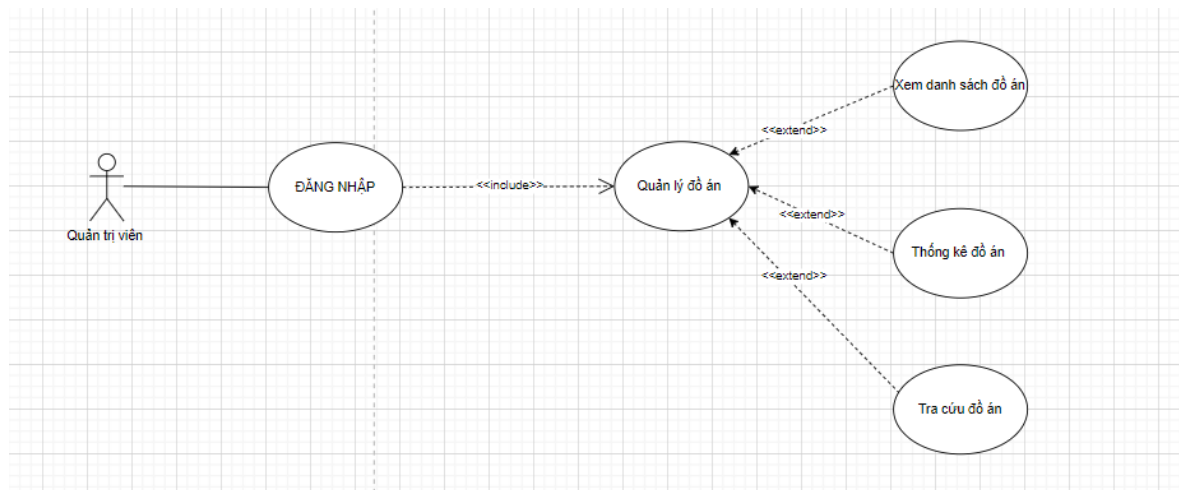 Xem danh sách đồ án
<<extend>>
ĐĂNG NHẬP
<<include>>
Quản lý đồ án
<<extend>>
Quản trị viên
Thống kê đồ án
<<extend>>
Tra cứu đồ án